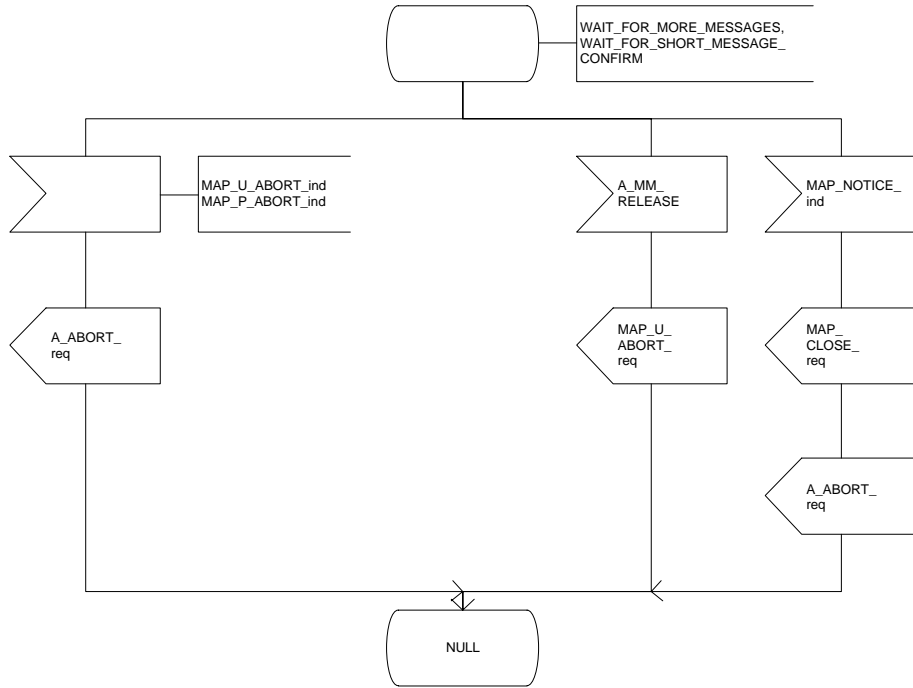 WAIT_FOR_MORE_MESSAGES,
WAIT_FOR_SHORT_MESSAGE_
CONFIRM
MAP_U_ABORT_ind
MAP_P_ABORT_ind
A_MM_
RELEASE
MAP_NOTICE_
ind
A_ABORT_
req
MAP_U_
ABORT_
req
MAP_
CLOSE_
req
A_ABORT_
req
NULL